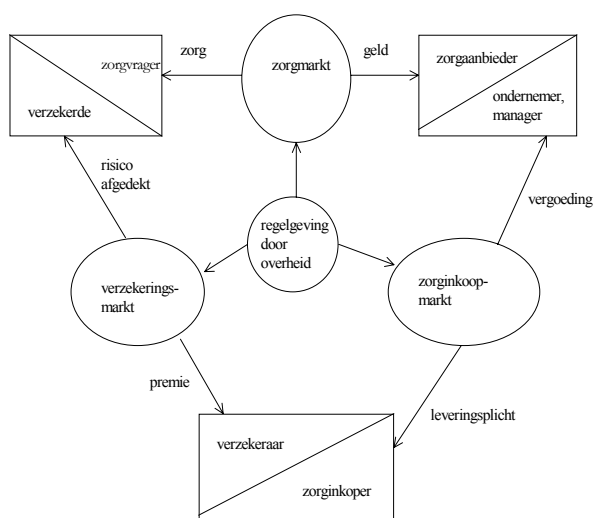 zorg
zorgmarkt
geld
zorgvrager
verzekerde
zorgaanbieder
ondernemer,
manager
risico
afgedekt
regelgeving
door
overheid
vergoeding
verzekerings-
markt
zorginkoop-
markt
premie
leveringsplicht
verzekeraar
zorginkoper